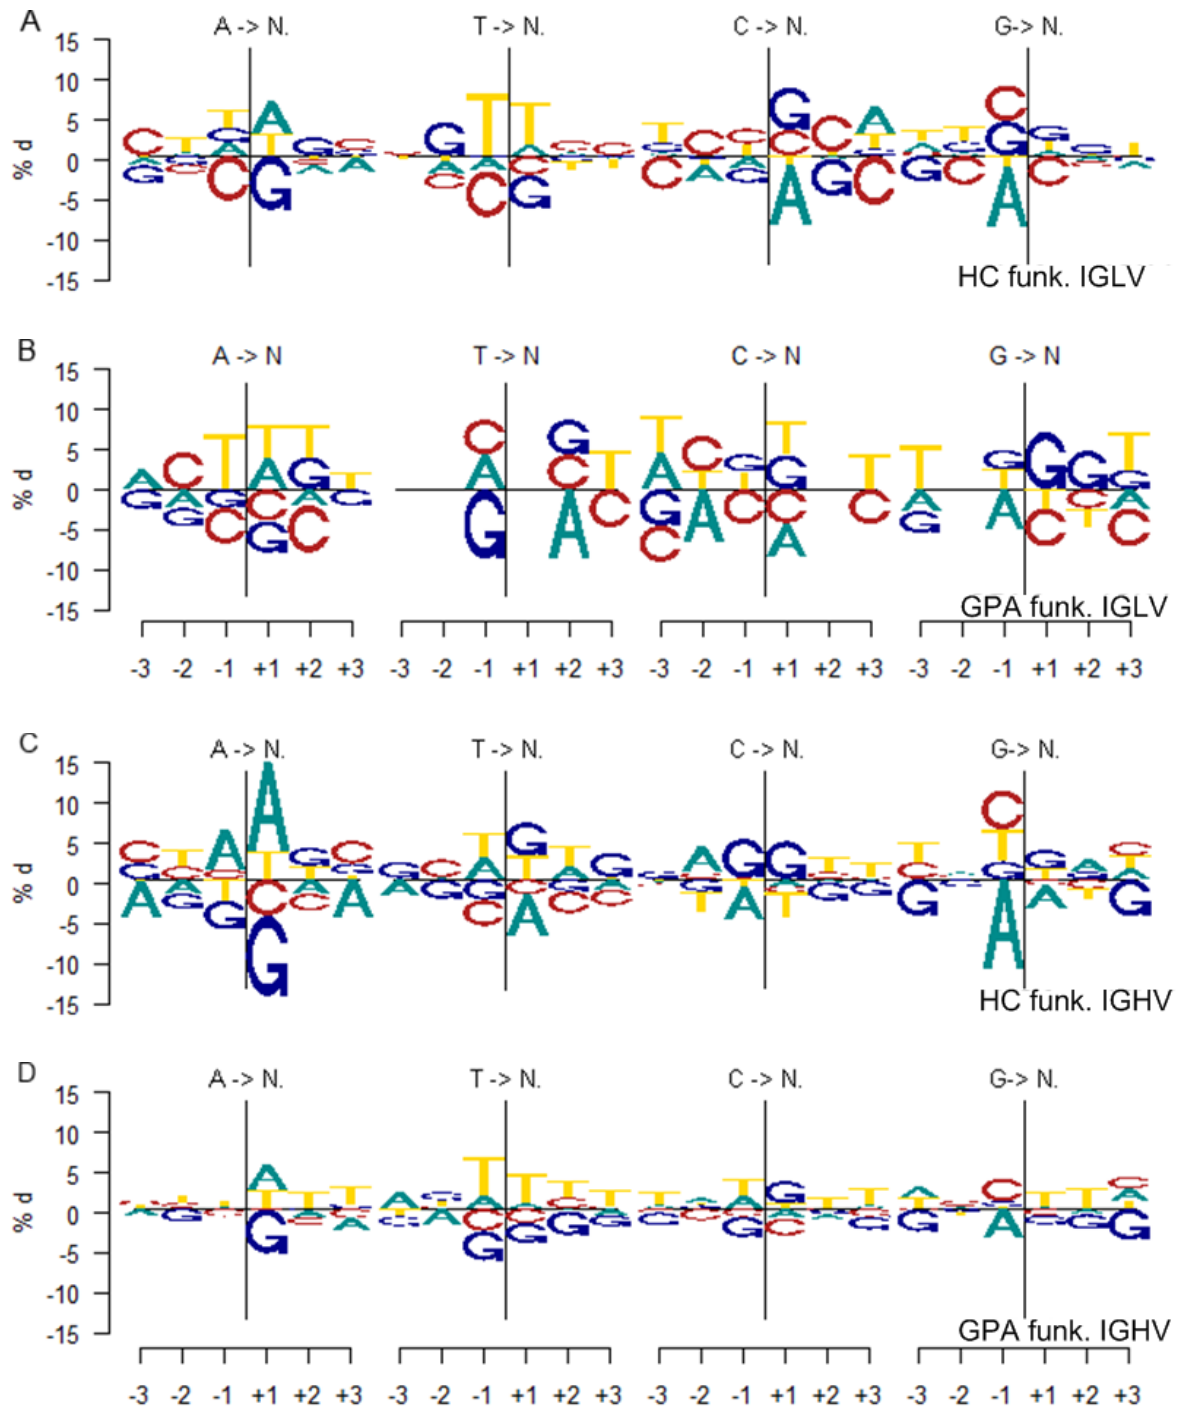 A
A -> N. T -> N. C -> N. G-> N.
15
10
5
0
-5
-10
-15
% d
HC funk. IGLV
B
A -> N T -> N C -> N G -> N
15
10
5
0
-5
-10
-15
% d
GPA funk. IGLV
-3 -2 -1 +1 +2 +3 -3 -2 -1 +1 +2 +3 -3 -2 -1 +1 +2 +3 -3 -2 -1 +1 +2 +3
C
A -> N. T -> N. C -> N. G-> N.
15
10
5
0
-5
-10
-15
% d
HC funk. IGHV
D
A -> N. T -> N. C -> N. G-> N.
15
10
5
0
-5
-10
-15
% d
GPA funk. IGHV
-3 -2 -1 +1 +2 +3 -3 -2 -1 +1 +2 +3 -3 -2 -1 +1 +2 +3 -3 -2 -1 +1 +2 +3